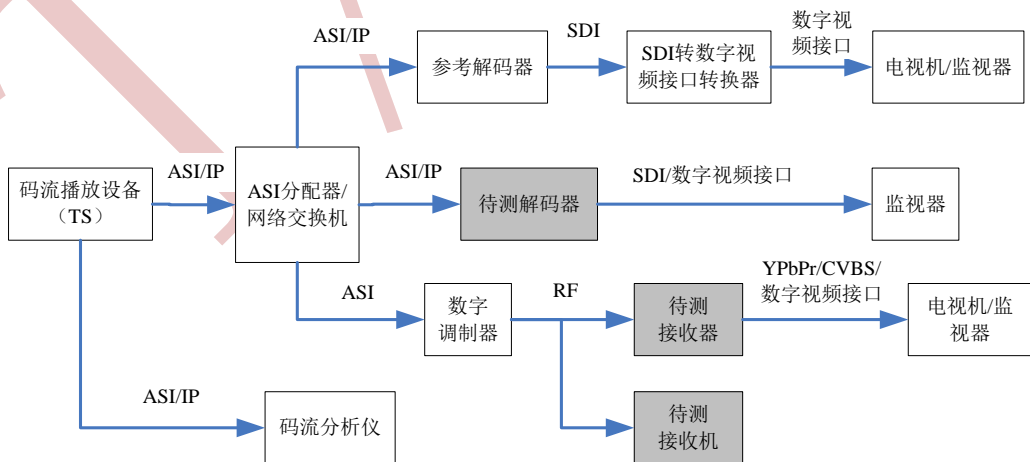 ASI/IP
参考解码器
SDI
SDI转数字视
频接口转换器
数字视
频接口
电视机/监视器
码流播放设备
（TS）
ASI/IP
ASI分配器/
网络交换机
ASI/IP
待测解码器
SDI/数字视频接口
监视器
ASI
数字
调制器
RF
待测
接收器
YPbPr/CVBS/
数字视频接口
电视机/监
视器
待测
接收机
ASI/IP
码流分析仪